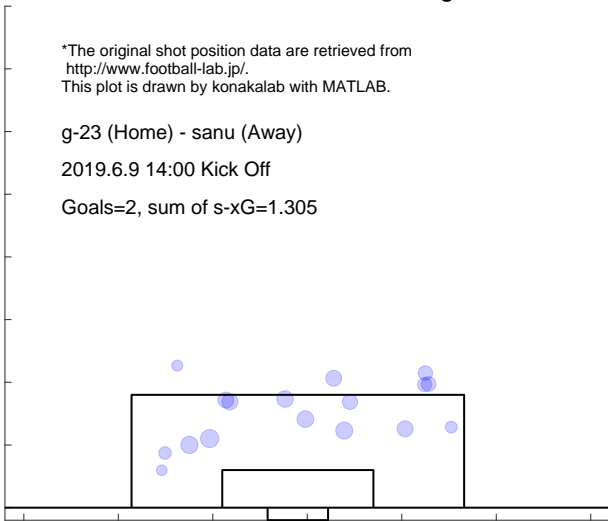 *The original shot position data are retrieved from
http://www.football-lab.jp/.
This plot is drawn by konakalab with MATLAB.
g-23 (Home) - sanu (Away)
2019.6.9 14:00 Kick Off
Goals=2, sum of s-xG=1.305